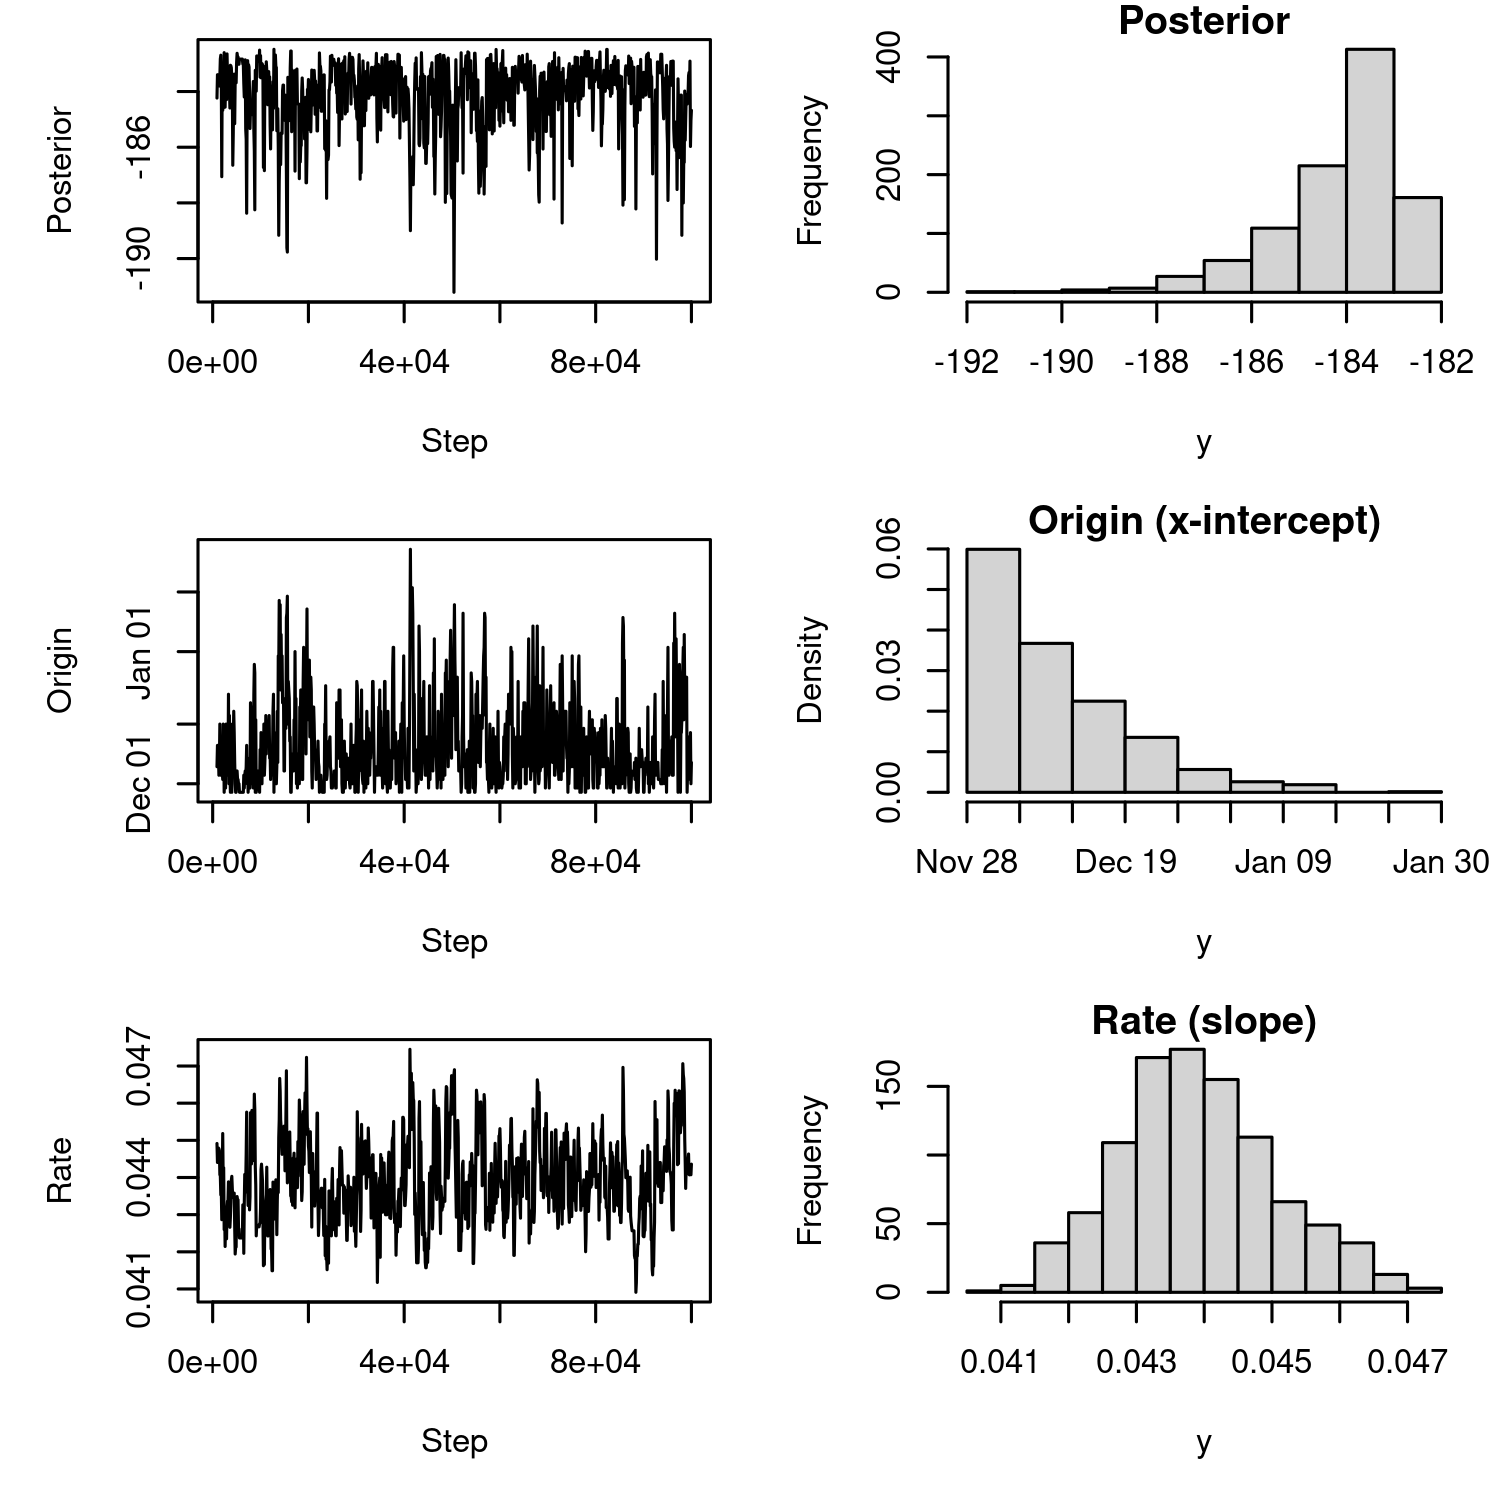 Posterior
-186
-190
0e+00 4e+04 8e+04
Step
Posterior
Frequency
400
200
0
-192 -190 -188 -186 -184 -182
y
Origin
Jan 01
Dec 01
0e+00 4e+04 8e+04
Step
Origin (x-intercept)
Density
0.06
0.03
0.00
Nov 28 Dec 19 Jan 09 Jan 30
y
Rate
0.047
0.044
0.041
0e+00 4e+04 8e+04
Step
Rate (slope)
Frequency
150
50
0
0.041 0.043 0.045 0.047
y